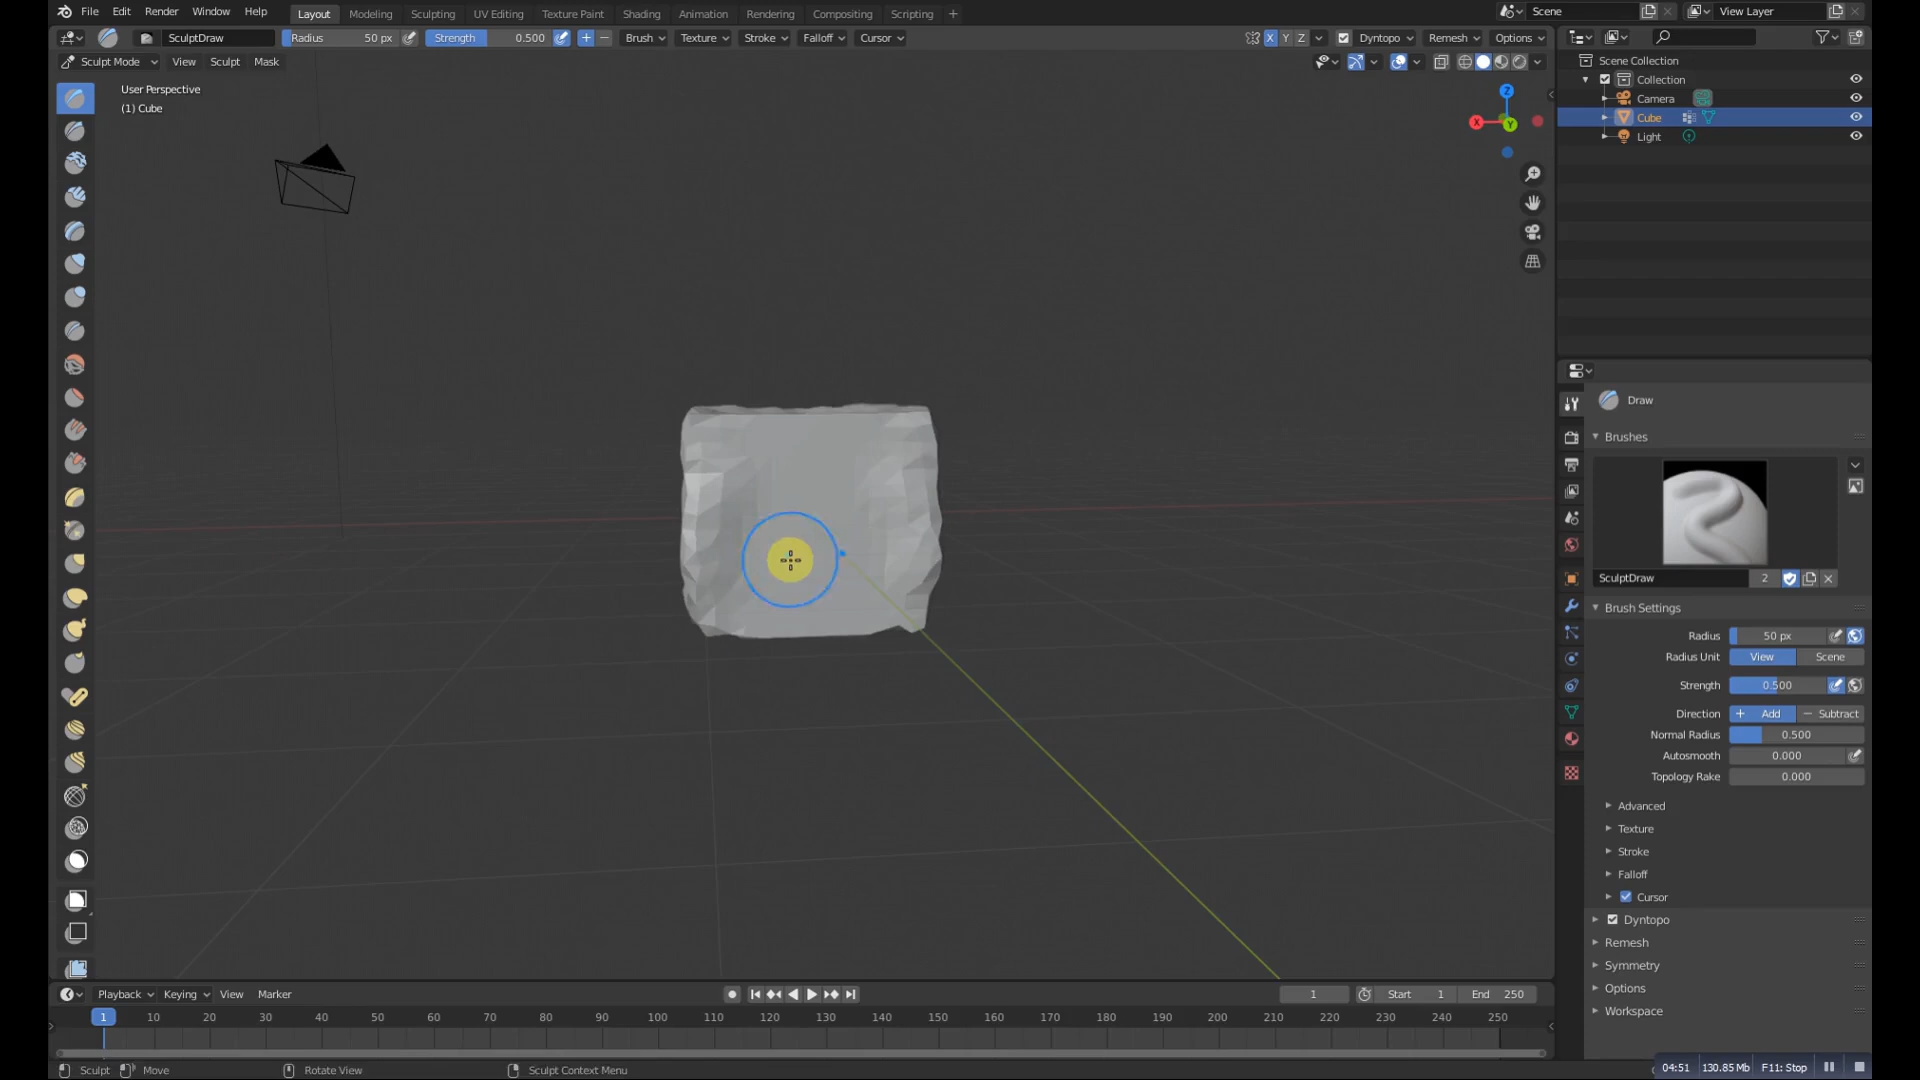 File Edit Render Window Help Layout Modeling Sculpting UV Editing Texture Paint Shading Animation Rendering Compositing Scripting + Scene View Layer
SculptDraw Radius 50 px Strength 0.500 + − Brush Texture Stroke Falloff Cursor X Y Z Dyntopo Remesh Options
Sculpt Mode View Sculpt Mask
User Perspective
(1) Cube
Z
X
Y
Scene Collection
Collection
Camera
Cube
Light
Draw
Brushes
SculptDraw 2
Brush Settings
Radius 50 px
Radius Unit View Scene
Strength 0.500
Direction + Add − Subtract
Normal Radius 0.500
Autosmooth 0.000
Topology Rake 0.000
Advanced
Texture
Stroke
Falloff
Cursor
Dyntopo
Remesh
Symmetry
Options
Workspace
Playback Keying View Marker 1 Start 1 End 250
1 10 20 30 40 50 60 70 80 90 100 110 120 130 140 150 160 170 180 190 200 210 220 230 240 250
Sculpt Move Rotate View Sculpt Context Menu
04:51 130.85 Mb F11: Stop